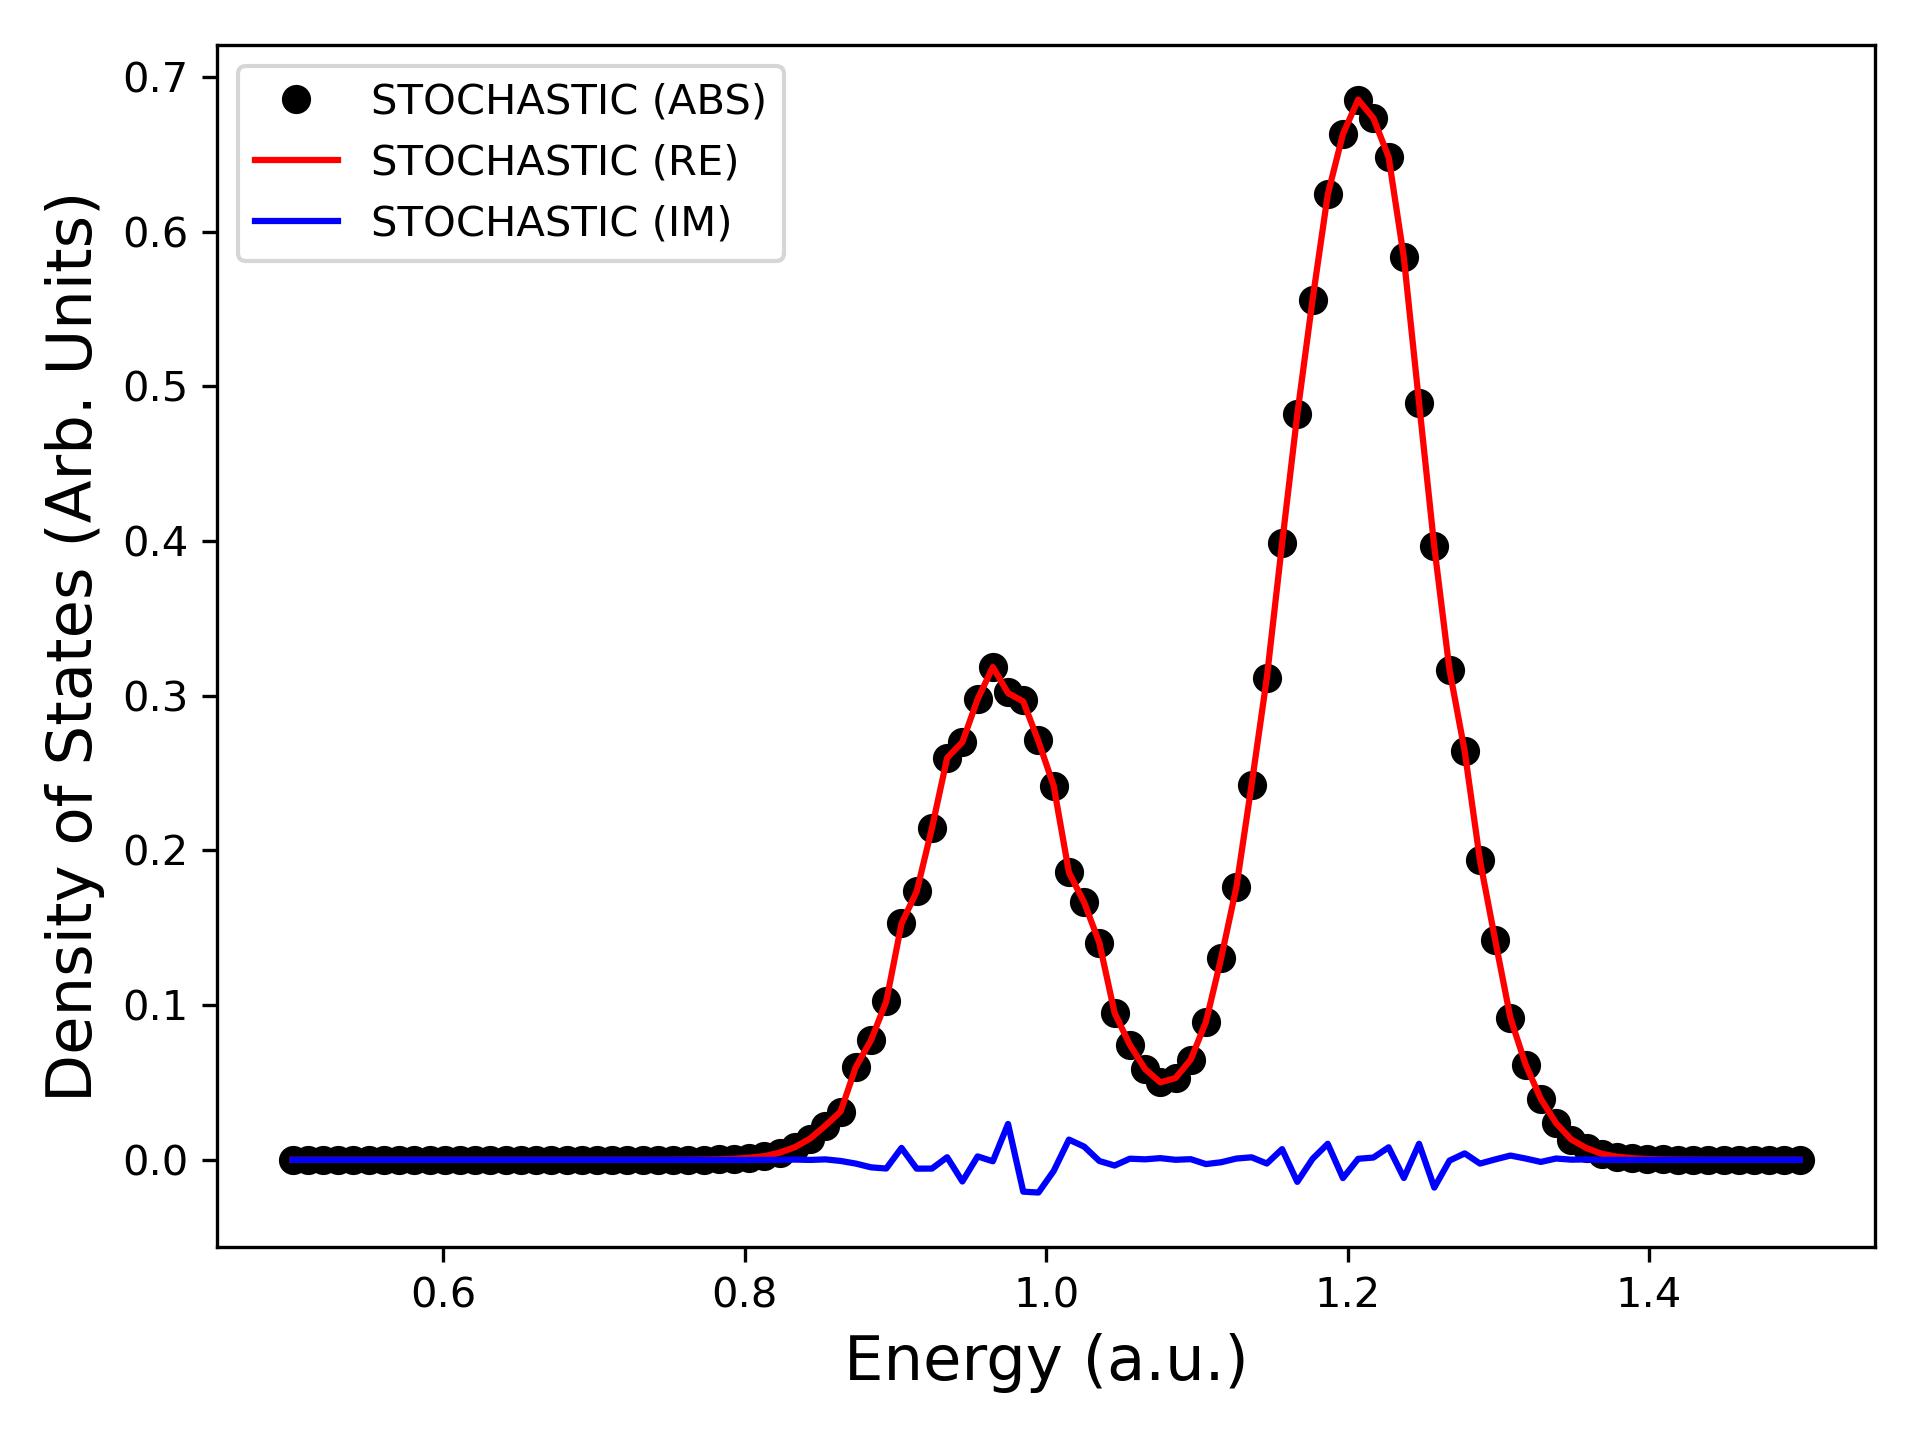 STOCHASTIC (ABS)
STOCHASTIC (RE)
STOCHASTIC (IM)
Density of States (Arb. Units)
0.7
0.6
0.5
0.4
0.3
0.2
0.1
0.0
0.6 0.8 1.0 1.2 1.4
Energy (a.u.)